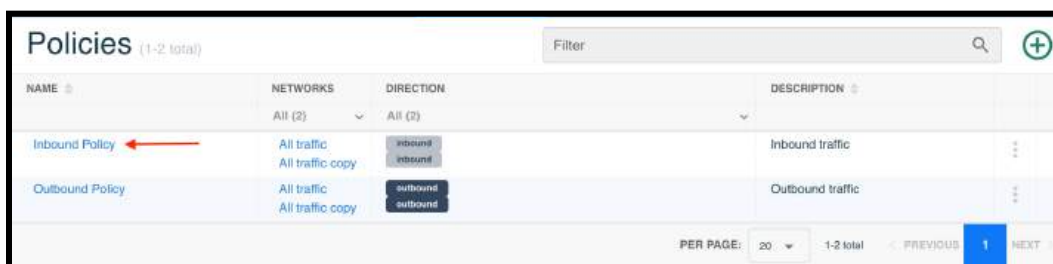 Policies (1-2 total)
Filter
NAME NETWORKS DIRECTION DESCRIPTION
All (2) All (2)
Inbound Policy All traffic inbound Inbound traffic
All traffic copy inbound
Outbound Policy All traffic outbound Outbound traffic
All traffic copy outbound
PER PAGE: 20 1-2 total PREVIOUS 1 NEXT